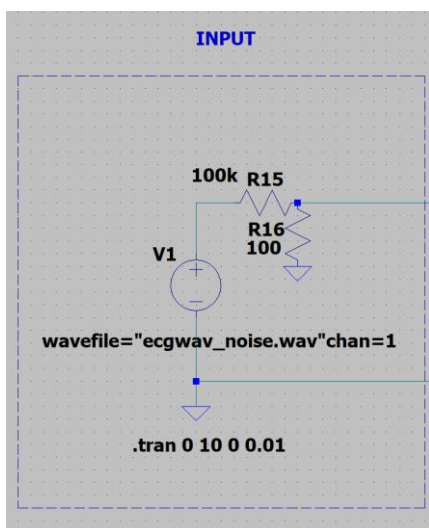 INPUT
100k R15
R16
100
V1
wavefile="ecgwav_noise.wav"chan=1
.tran 0 10 0 0.01